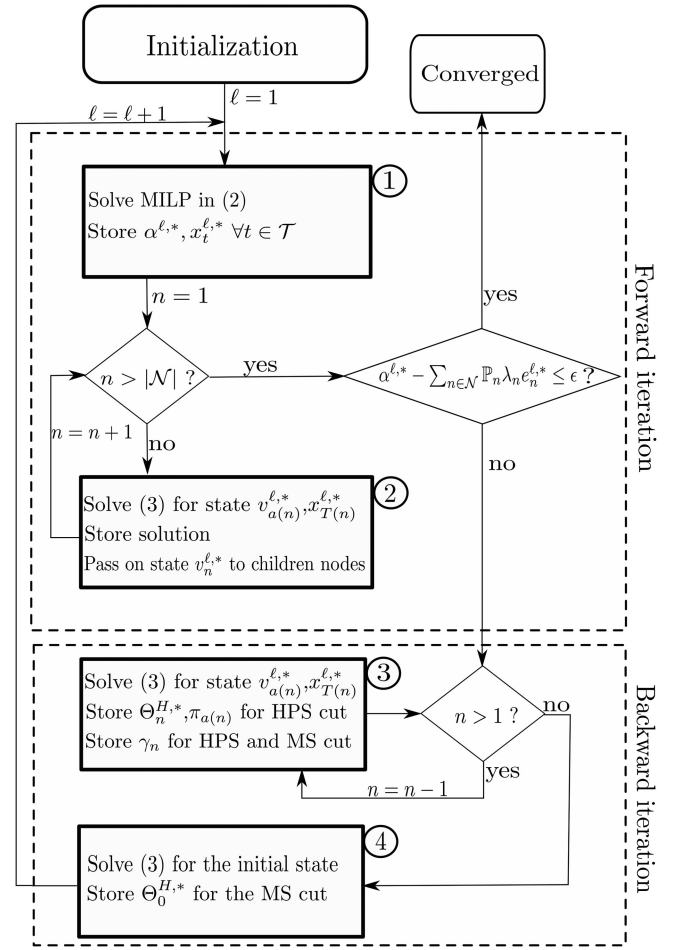 Initialization
Converged
ℓ = 1
ℓ = ℓ + 1
1
Solve MILP in (2)
Store α^{ℓ,*}, x_t^{ℓ,*} ∀t ∈ 𝒯
n = 1
yes
n > |𝒩| ?
yes
α^{ℓ,*} − ∑_{n∈𝒩} ℙ_n λ_n e_n^{ℓ,*} ≤ ϵ ?
n = n + 1
no
no
2
Solve (3) for state v_{a(n)}^{ℓ,*},x_{T(n)}^{ℓ,*}
Store solution
Pass on state v_n^{ℓ,*} to children nodes
Forward iteration
3
Solve (3) for state v_{a(n)}^{ℓ,*},x_{T(n)}^{ℓ,*}
Store Θ_n^{H,*},π_{a(n)} for HPS cut
Store γ_n for HPS and MS cut
n > 1 ?
no
yes
n = n − 1
4
Solve (3) for the initial state
Store Θ_0^{H,*} for the MS cut
Backward iteration